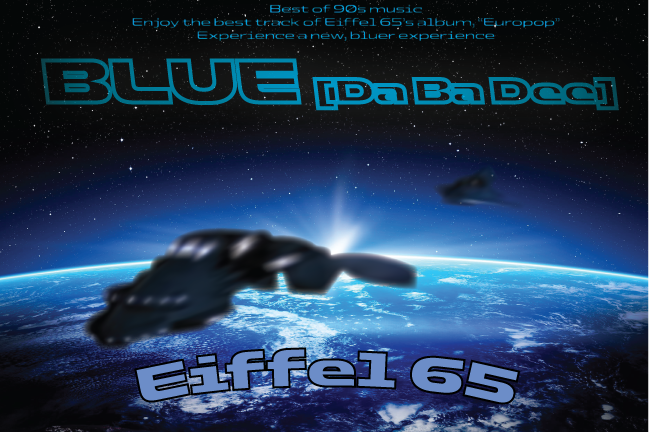 Best of 90s music
Enjoy the best track of Eiffel 65's album, "Europop"
Experience a new, bluer experience
BLUE [Da Ba Dee]
Eiffel 65